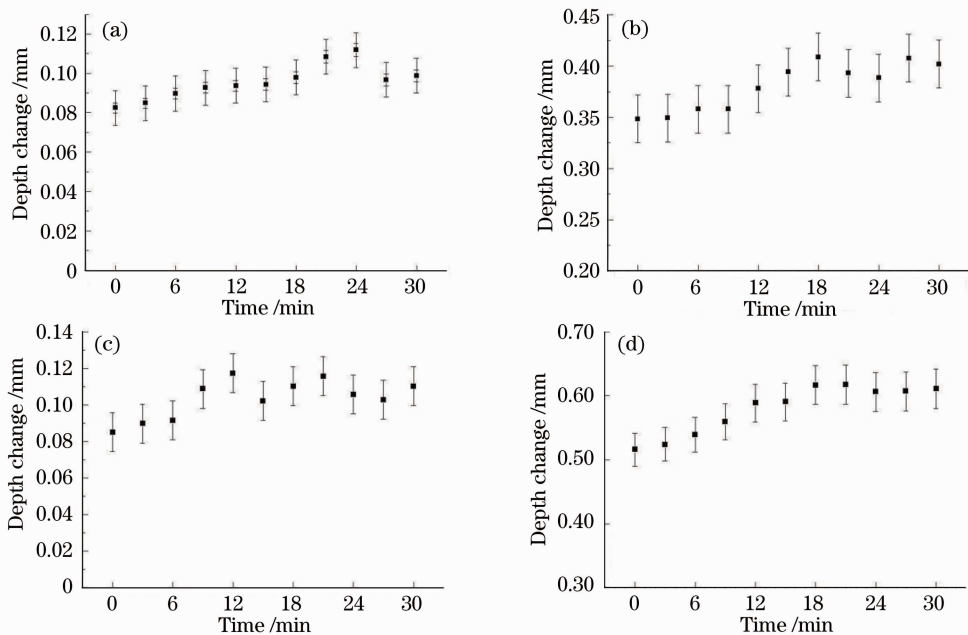 (a)
Depth change /mm
0.12
0.10
0.08
0.06
0.04
0.02
0
0 6 12 18 24 30
Time /min
(b)
Depth change /mm
0.45
0.40
0.35
0.30
0.25
0.20
0 6 12 18 24 30
Time /min
(c)
Depth change /mm
0.14
0.12
0.10
0.08
0.06
0.04
0.02
0
0 6 12 18 24 30
Time /min
(d)
Depth change /mm
0.70
0.60
0.50
0.40
0.30
0 6 12 18 24 30
Time /min